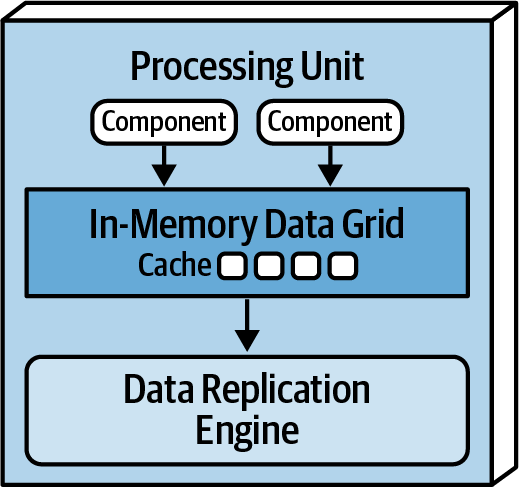 Processing Unit
Component Component
In-Memory Data Grid
Cache
Data Replication
Engine